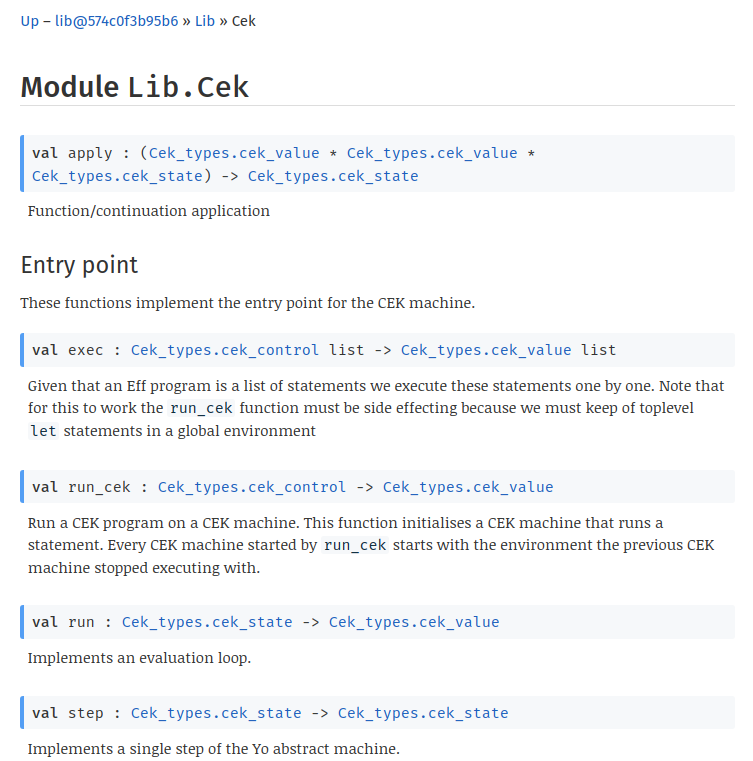 Up – lib@574c0f3b95b6 » Lib » Cek
Module Lib.Cek
val apply : (Cek_types.cek_value * Cek_types.cek_value *
Cek_types.cek_state) -> Cek_types.cek_state
Function/continuation application
Entry point
These functions implement the entry point for the CEK machine.
val exec : Cek_types.cek_control list -> Cek_types.cek_value list
Given that an Eff program is a list of statements we execute these statements one by one. Note that
for this to work the run_cek function must be side effecting because we must keep of toplevel
let statements in a global environment
val run_cek : Cek_types.cek_control -> Cek_types.cek_value
Run a CEK program on a CEK machine. This function initialises a CEK machine that runs a
statement. Every CEK machine started by run_cek starts with the environment the previous CEK
machine stopped executing with.
val run : Cek_types.cek_state -> Cek_types.cek_value
Implements an evaluation loop.
val step : Cek_types.cek_state -> Cek_types.cek_state
Implements a single step of the Yo abstract machine.